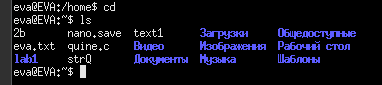 eva@EVA:/home$ cd
eva@EVA:~$ ls
2b nano.save text1 Загрузки Общедоступные
eva.txt quine.c Видео Изображения Рабочий стол
lab1 strQ Документы Музыка Шаблоны
eva@EVA:~$